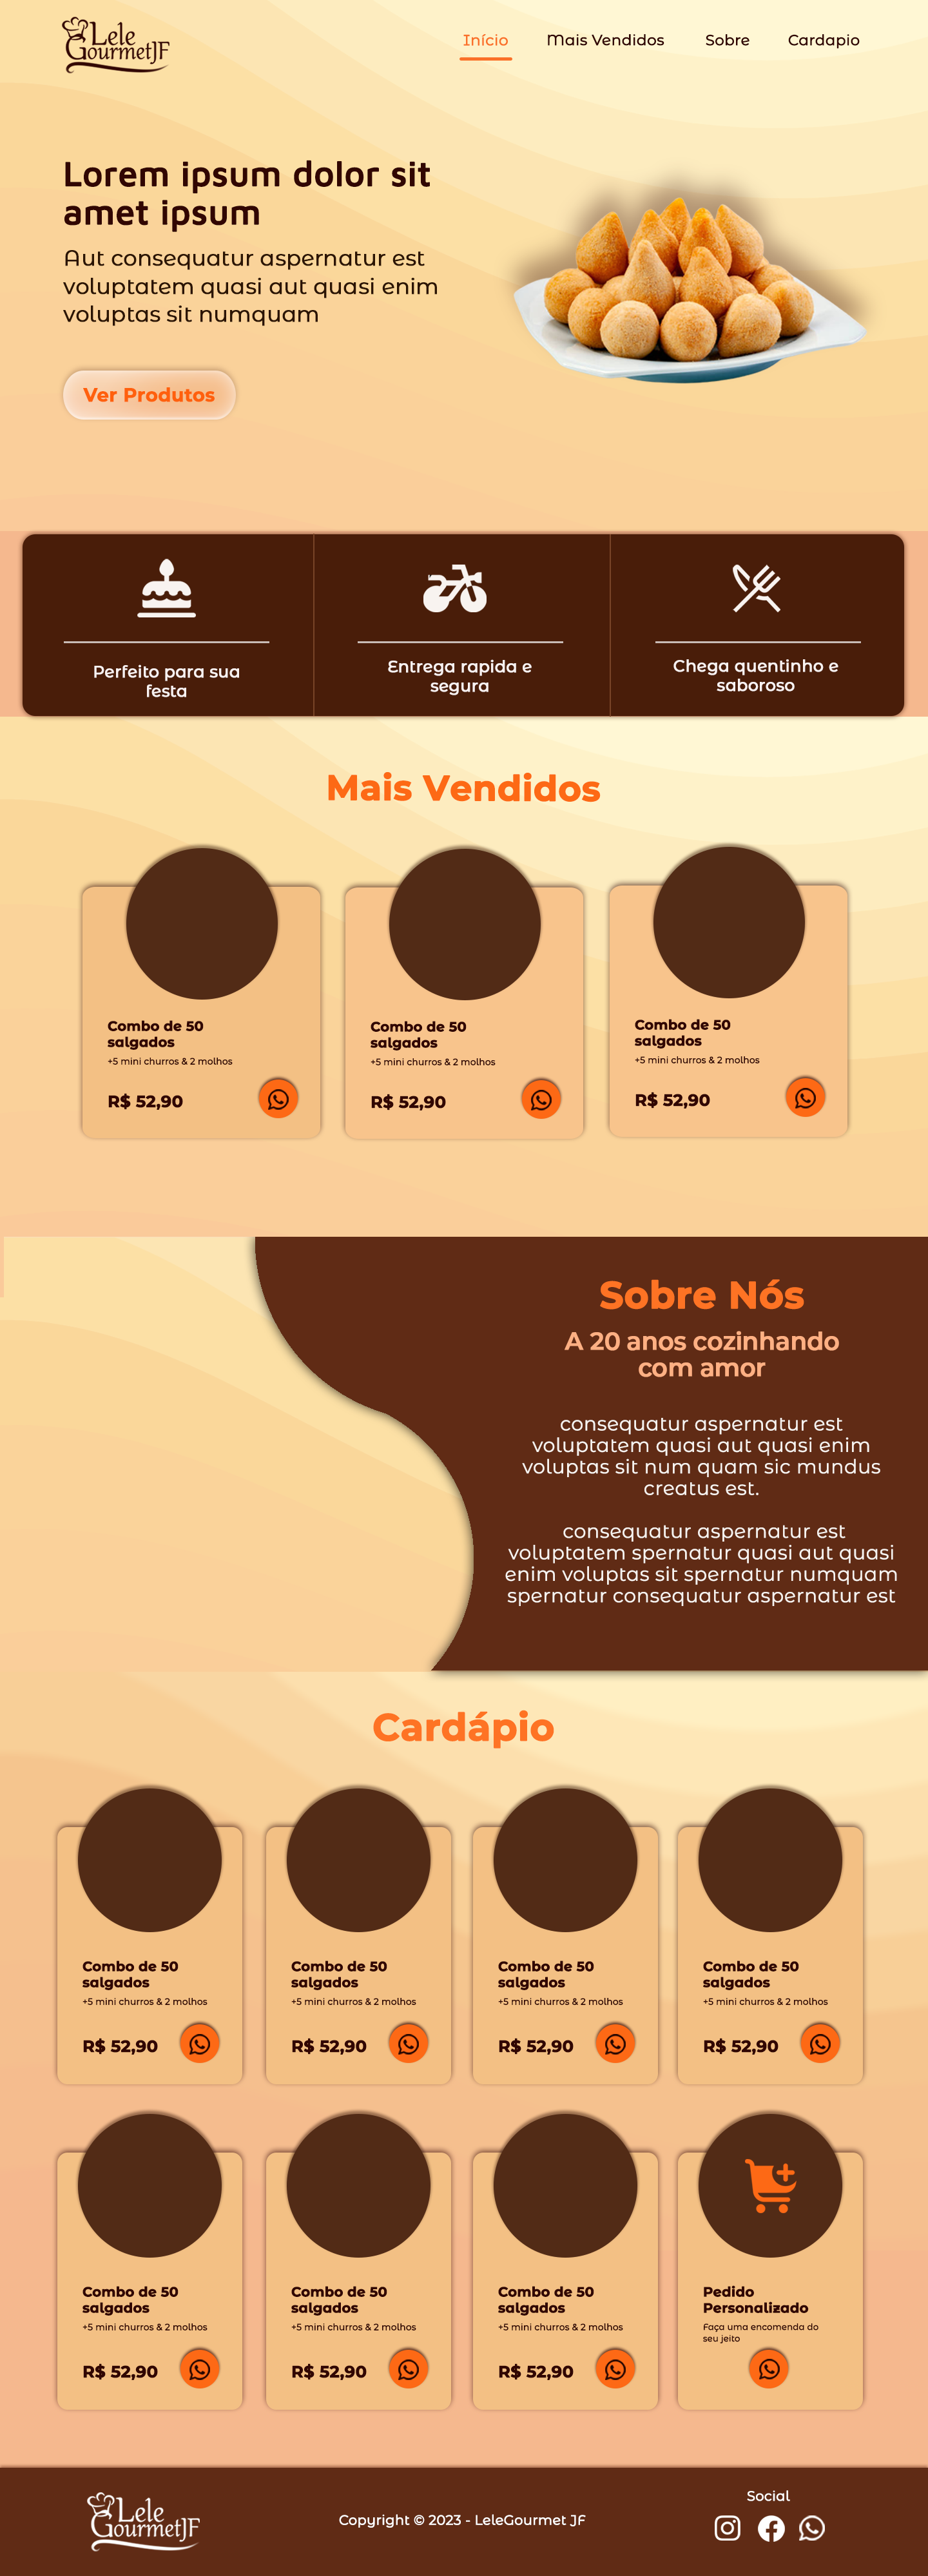 Lele
GourmetJF
Início
Mais Vendidos
Sobre
Cardapio
Lorem ipsum dolor sit
amet ipsum
Aut consequatur aspernatur est
voluptatem quasi aut quasi enim
voluptas sit numquam
Ver Produtos
Perfeito para sua
festa
Entrega rapida e
segura
Chega quentinho e
saboroso
Mais Vendidos
Combo de 50
salgados
+5 mini churros & 2 molhos
R$ 52,90
Combo de 50
salgados
+5 mini churros & 2 molhos
R$ 52,90
Combo de 50
salgados
+5 mini churros & 2 molhos
R$ 52,90
Sobre Nós
A 20 anos cozinhando
com amor
consequatur aspernatur est
voluptatem quasi aut quasi enim
voluptas sit num quam sic mundus
creatus est.
consequatur aspernatur est
voluptatem spernatur quasi aut quasi
enim voluptas sit spernatur numquam
spernatur consequatur aspernatur est
Cardápio
Combo de 50
salgados
+5 mini churros & 2 molhos
R$ 52,90
Combo de 50
salgados
+5 mini churros & 2 molhos
R$ 52,90
Combo de 50
salgados
+5 mini churros & 2 molhos
R$ 52,90
Combo de 50
salgados
+5 mini churros & 2 molhos
R$ 52,90
Combo de 50
salgados
+5 mini churros & 2 molhos
R$ 52,90
Combo de 50
salgados
+5 mini churros & 2 molhos
R$ 52,90
Combo de 50
salgados
+5 mini churros & 2 molhos
R$ 52,90
Pedido
Personalizado
Faça uma encomenda do
seu jeito
Lele
GourmetJF
Copyright © 2023 - LeleGourmet JF
Social